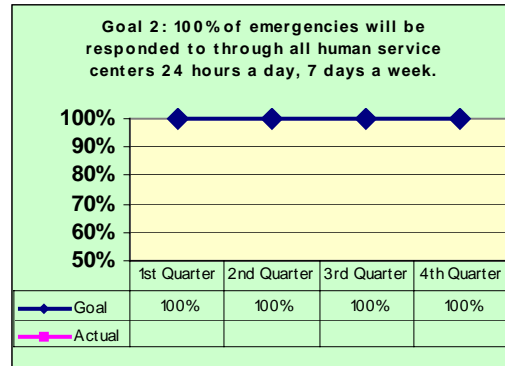 Goal 2: 100% of emergencies will be
responded to through all human service
centers 24 hours a day, 7 days a week.
100%
90%
80%
70%
60%
50%
1st Quarter 2nd Quarter 3rd Quarter 4th Quarter
Goal 100% 100% 100% 100%
Actual